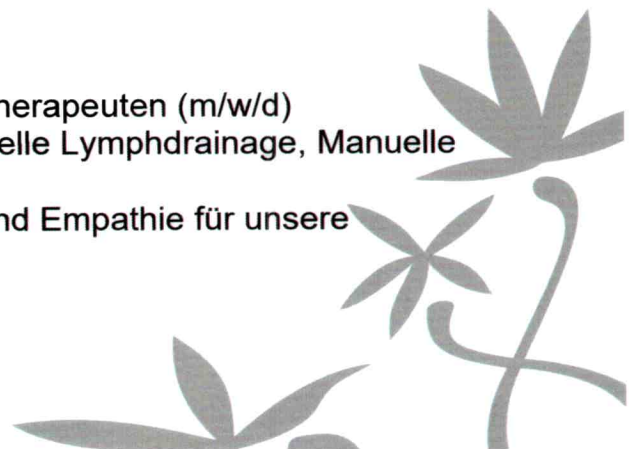 herapeuten (m/w/d)
elle Lymphdrainage, Manuelle
nd Empathie für unsere